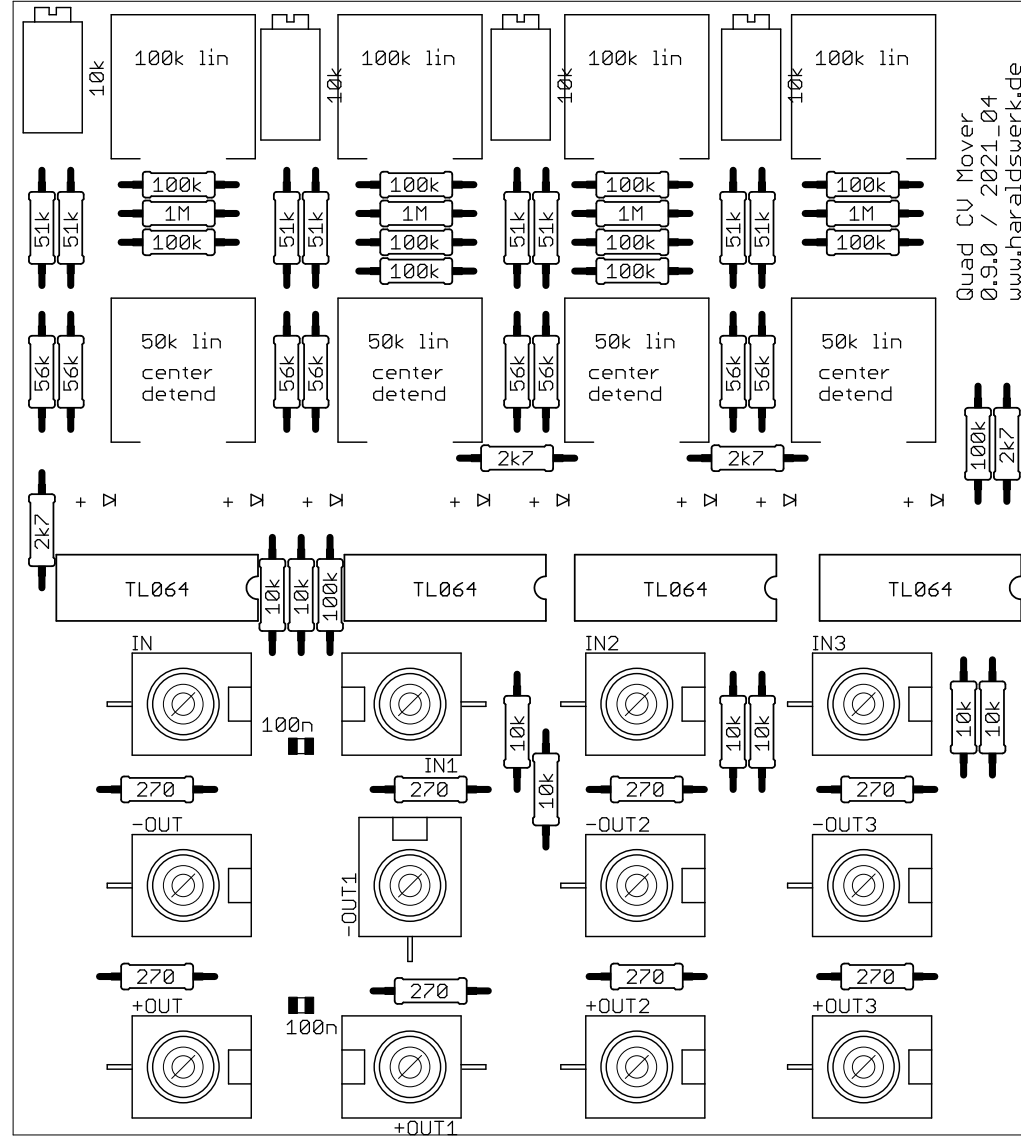 10k 100k lin 10k 100k lin 10k 100k lin 10k 100k lin
Quad CV Mover
0.9.0 / 2021_04
www.haraldswerk.de
51k 51k 100k 51k 51k 100k 51k 51k 100k 51k 51k 100k
1M 1M 1M 1M
100k 100k 100k 100k
100k 100k
56k 56k 50k lin 56k 56k 50k lin 56k 56k 50k lin 56k 56k 50k lin
center center center center
detend detend detend detend
2k7 2k7 100k 2k7
+ + + + + + + +
2k7
TL064 10k 10k 100k TL064 TL064 TL064
IN IN2 IN3
100n 10k 10k 10k 10k 10k
IN1
270 270 10k 270 270
-OUT -OUT2 -OUT3
-OUT1
270 270 270 270
+OUT +OUT2 +OUT3
100n
+OUT1